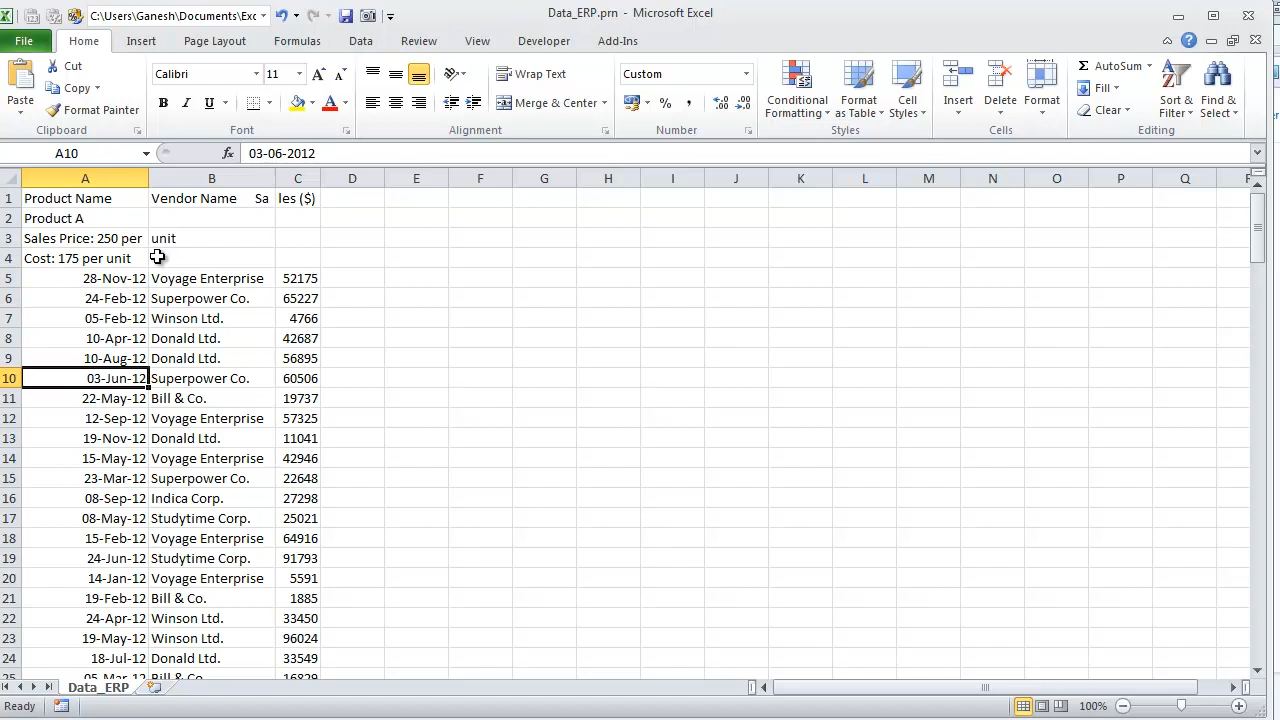 C:\Users\Ganesh\Documents\Exc
Data_ERP.prn - Microsoft Excel
File Home Insert Page Layout Formulas Data Review View Developer Add-Ins
Paste
Cut
Copy
Format Painter
Clipboard
Calibri 11
B I U
Font
Wrap Text
Merge & Center
Alignment
Custom
% ,
Number
Conditional Formatting
Format as Table
Cell Styles
Styles
Insert Delete Format
Cells
AutoSum
Fill
Clear
Sort & Filter
Find & Select
Editing
A10 fx 03-06-2012
A B C D E F G H I J K L M N O P Q
1 Product Name Vendor Name Sa les ($)
2 Product A
3 Sales Price: 250 per unit
4 Cost: 175 per unit
5 28-Nov-12 Voyage Enterprise 52175
6 24-Feb-12 Superpower Co. 65227
7 05-Feb-12 Winson Ltd. 4766
8 10-Apr-12 Donald Ltd. 42687
9 10-Aug-12 Donald Ltd. 56895
10 03-Jun-12 Superpower Co. 60506
11 22-May-12 Bill & Co. 19737
12 12-Sep-12 Voyage Enterprise 57325
13 19-Nov-12 Donald Ltd. 11041
14 15-May-12 Voyage Enterprise 42946
15 23-Mar-12 Superpower Co. 22648
16 08-Sep-12 Indica Corp. 27298
17 08-May-12 Studytime Corp. 25021
18 15-Feb-12 Voyage Enterprise 64916
19 24-Jun-12 Studytime Corp. 91793
20 14-Jan-12 Voyage Enterprise 5591
21 19-Feb-12 Bill & Co. 1885
22 24-Apr-12 Winson Ltd. 33450
23 19-May-12 Winson Ltd. 96024
24 18-Jul-12 Donald Ltd. 33549
25 05-Mar-12 Bill & Co. 16829
Data_ERP
Ready 100%